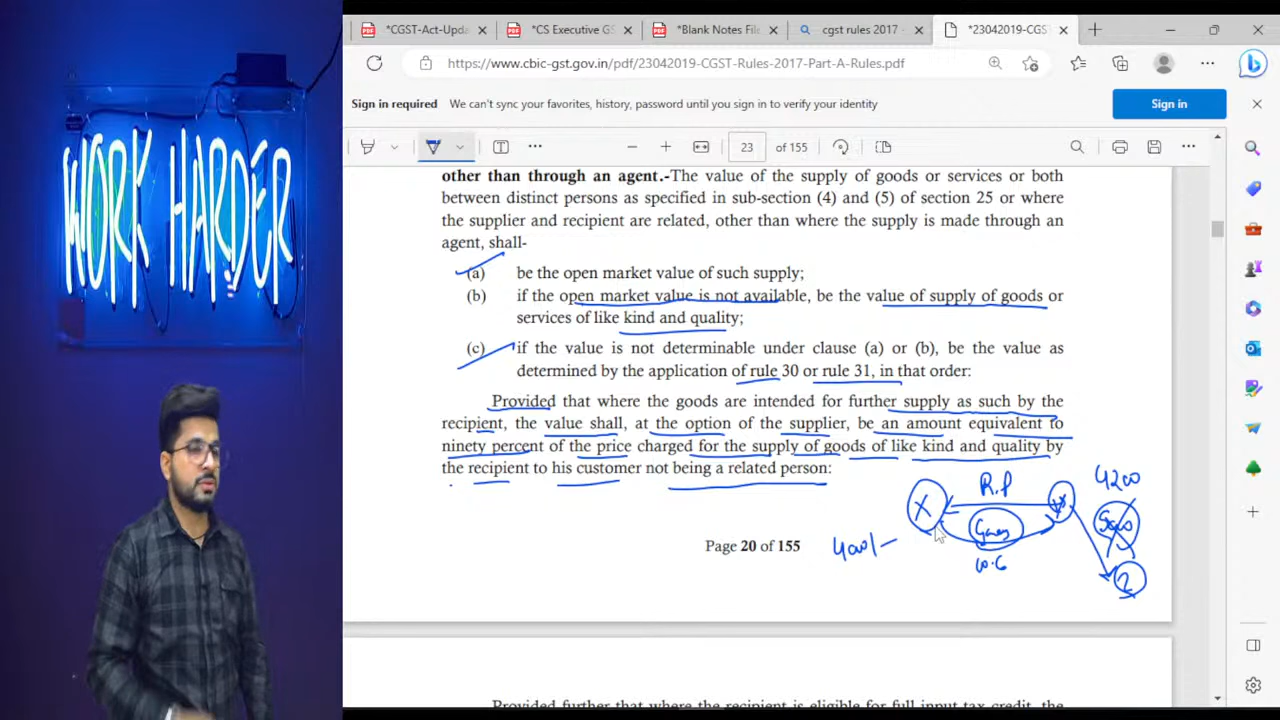 *CGST-Act-Upda
*CS Executive G
*Blank Notes File
cgst rules 2017 -
*23042019-CGST
https://www.cbic-gst.gov.in/pdf/23042019-CGST-Rules-2017-Part-A-Rules.pdf
Sign in required We can't sync your favorites, history, password until you sign in to verify your identity
Sign in
23 of 155
WORK
HARDER
other than through an agent.-The value of the supply of goods or services or both
between distinct persons as specified in sub-section (4) and (5) of section 25 or where
the supplier and recipient are related, other than where the supply is made through an
agent, shall-
(a) be the open market value of such supply;
(b) if the open market value is not available, be the value of supply of goods or
services of like kind and quality;
(c) if the value is not determinable under clause (a) or (b), be the value as
determined by the application of rule 30 or rule 31, in that order:
Provided that where the goods are intended for further supply as such by the
recipient, the value shall, at the option of the supplier, be an amount equivalent to
ninety percent of the price charged for the supply of goods of like kind and quality by
the recipient to his customer not being a related person:
R.P 4200
X
4000/-
Page 20 of 155
Provided further that where the recipient is eligible for full input tax credit, the